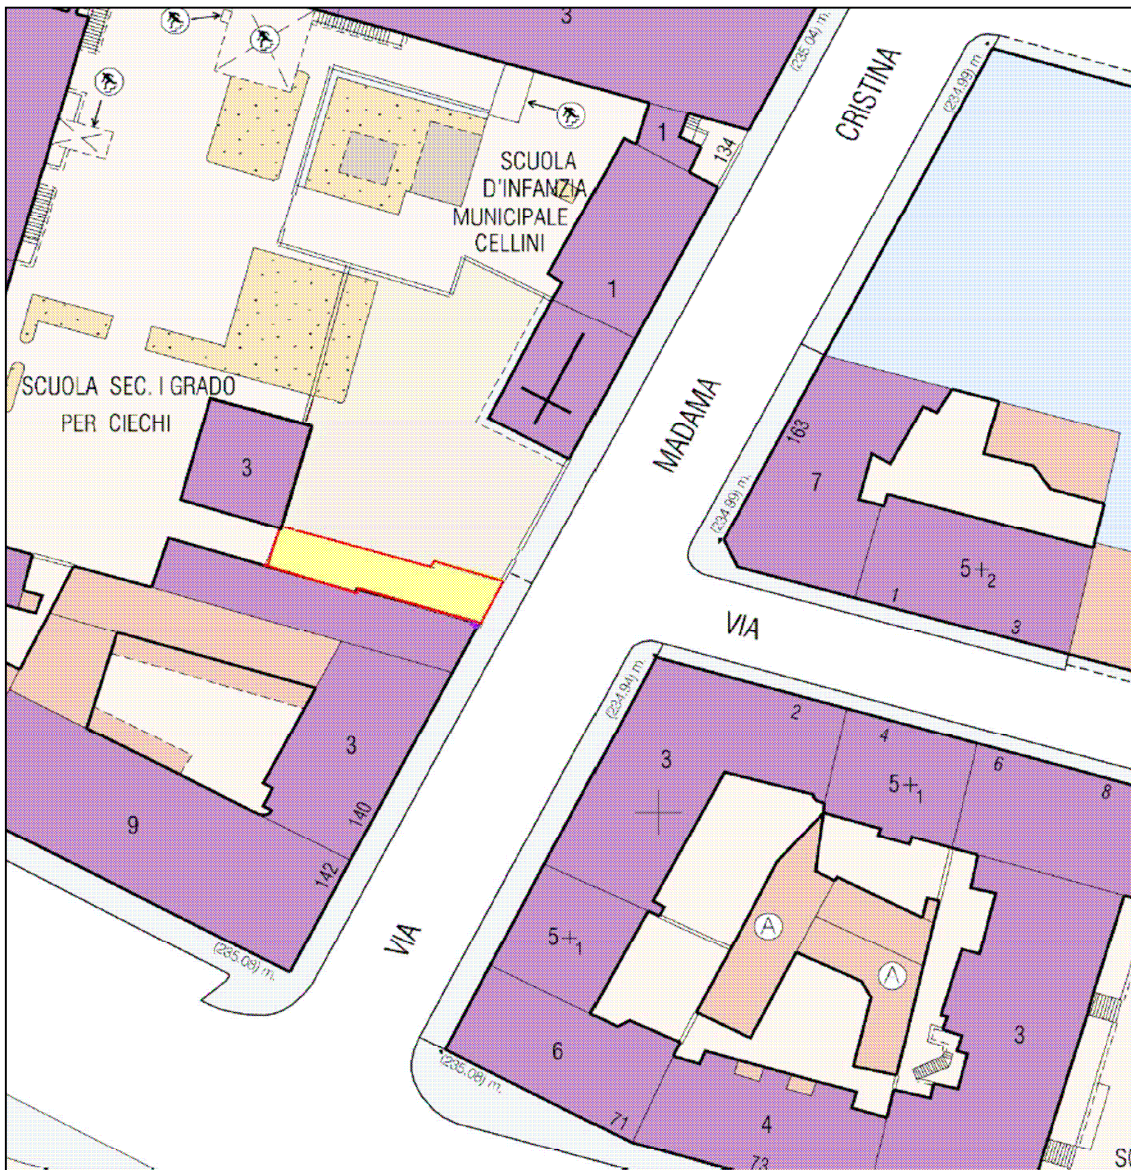 3
(235.04) m.
CRISTINA
(234.99) m.
1
134
SCUOLA
D'INFANZIA
MUNICIPALE
CELLINI
1
SCUOLA SEC. I GRADO
PER CIECHI
3
MADAMA
163
7
(234.99) m.
5+2
1
3
VIA
(234.94) m.
2
4
6
8
3
5+1
3
140
142
9
(235.08) m.
VIA
5+1
A
3
6
(235.08) m.
71
4
73